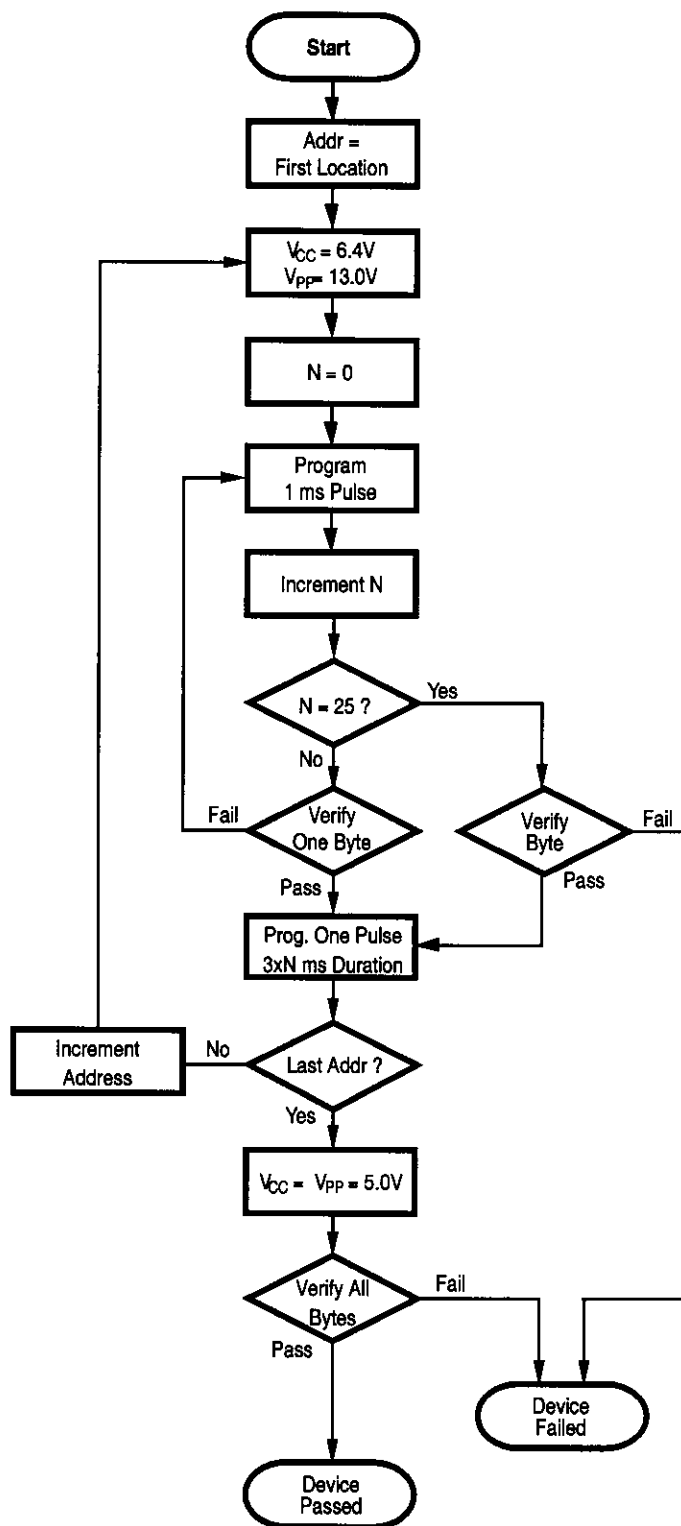 Start
Addr =
First Location
VCC = 6.4V
VPP= 13.0V
N = 0
Program
1 ms Pulse
Increment N
N = 25 ?
Yes
No
Fail
Verify
One Byte
Verify
Byte
Fail
Pass
Pass
Prog. One Pulse
3xN ms Duration
Increment
Address
No
Last Addr ?
Yes
VCC = VPP = 5.0V
Verify All
Bytes
Fail
Pass
Device
Failed
Device
Passed